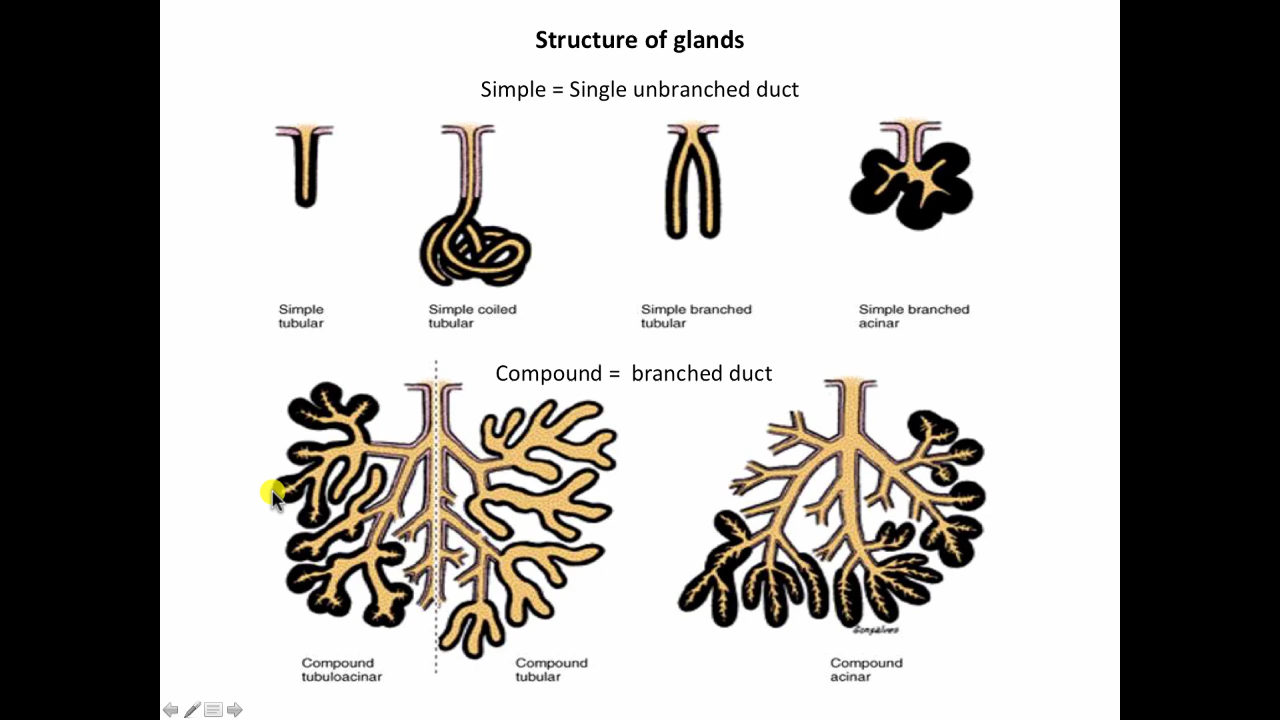 Structure of glands
Simple = Single unbranched duct
Simple
tubular
Simple coiled
tubular
Simple branched
tubular
Simple branched
acinar
Compound = branched duct
Compound
tubuloacinar
Compound
tubular
Compound
acinar
Gonsalves